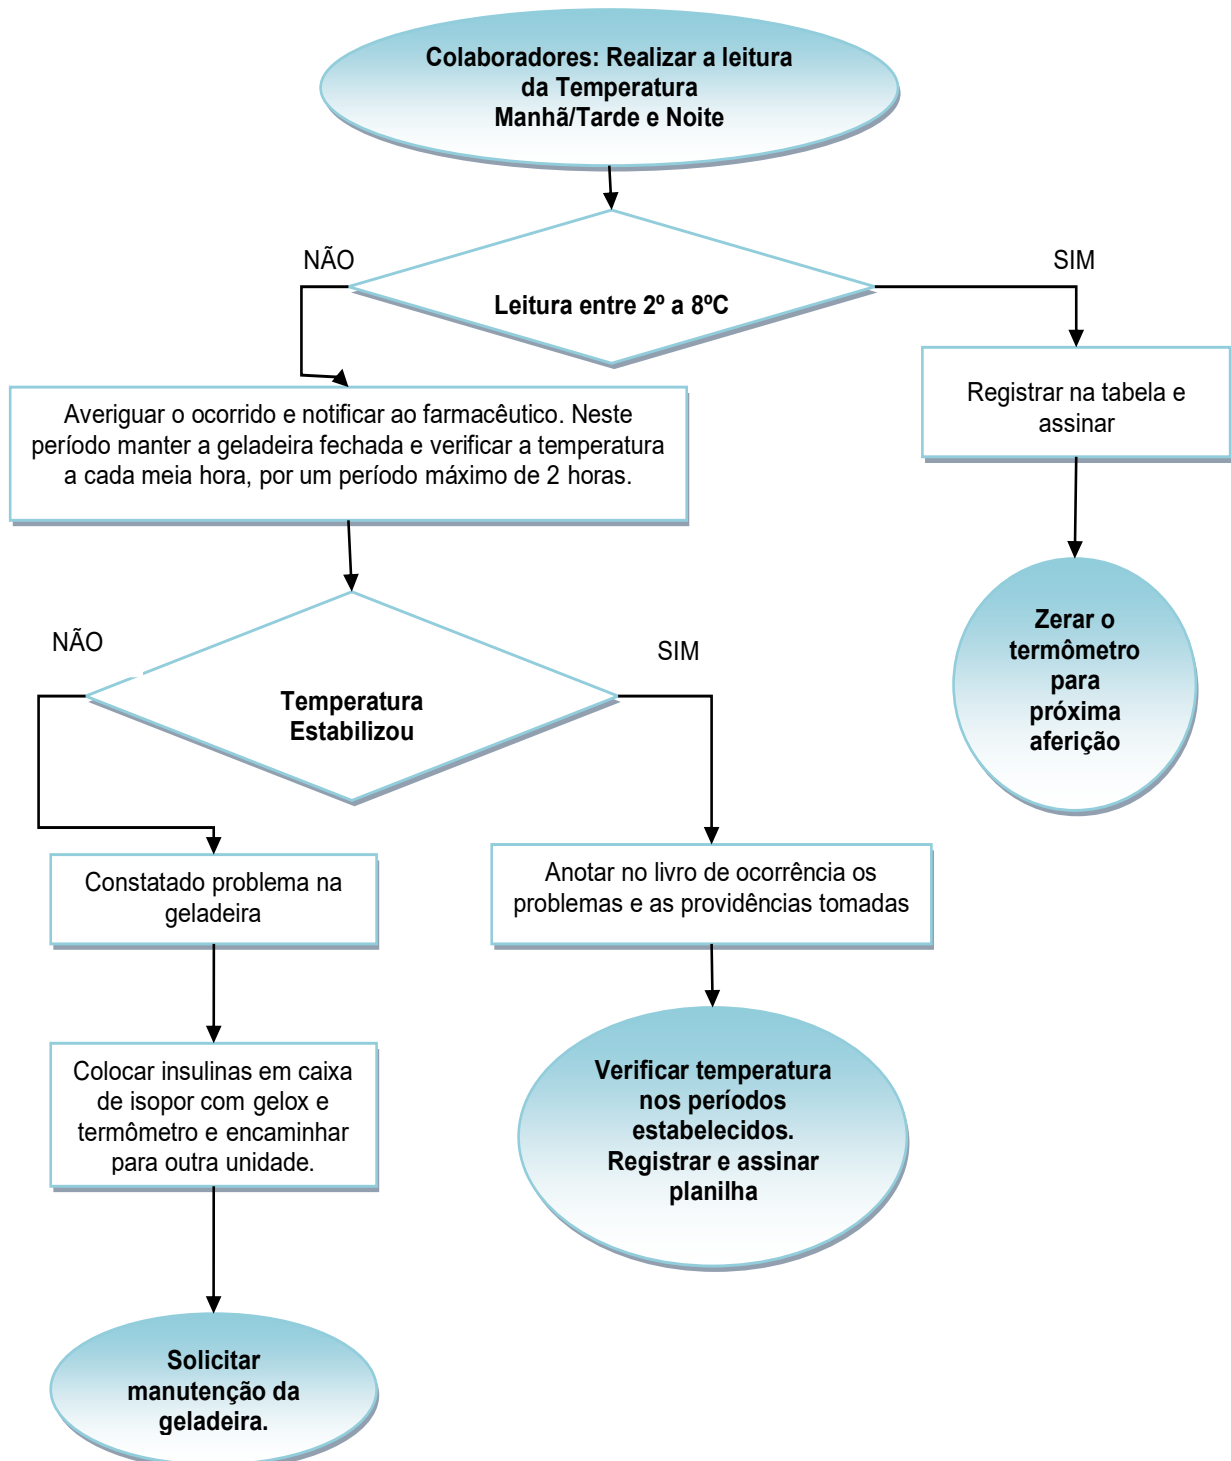 Colaboradores: Realizar a leitura
da Temperatura
Manhã/Tarde e Noite
NÃO
SIM
Leitura entre 2º a 8ºC
Registrar na tabela e
assinar
Averiguar o ocorrido e notificar ao farmacêutico. Neste
período manter a geladeira fechada e verificar a temperatura
a cada meia hora, por um período máximo de 2 horas.
Zerar o
termômetro
para
próxima
aferição
NÃO
SIM
Temperatura
Estabilizou
Constatado problema na
geladeira
Anotar no livro de ocorrência os
problemas e as providências tomadas
Colocar insulinas em caixa
de isopor com gelox e
termômetro e encaminhar
para outra unidade.
Verificar temperatura
nos períodos
estabelecidos.
Registrar e assinar
planilha
Solicitar
manutenção da
geladeira.